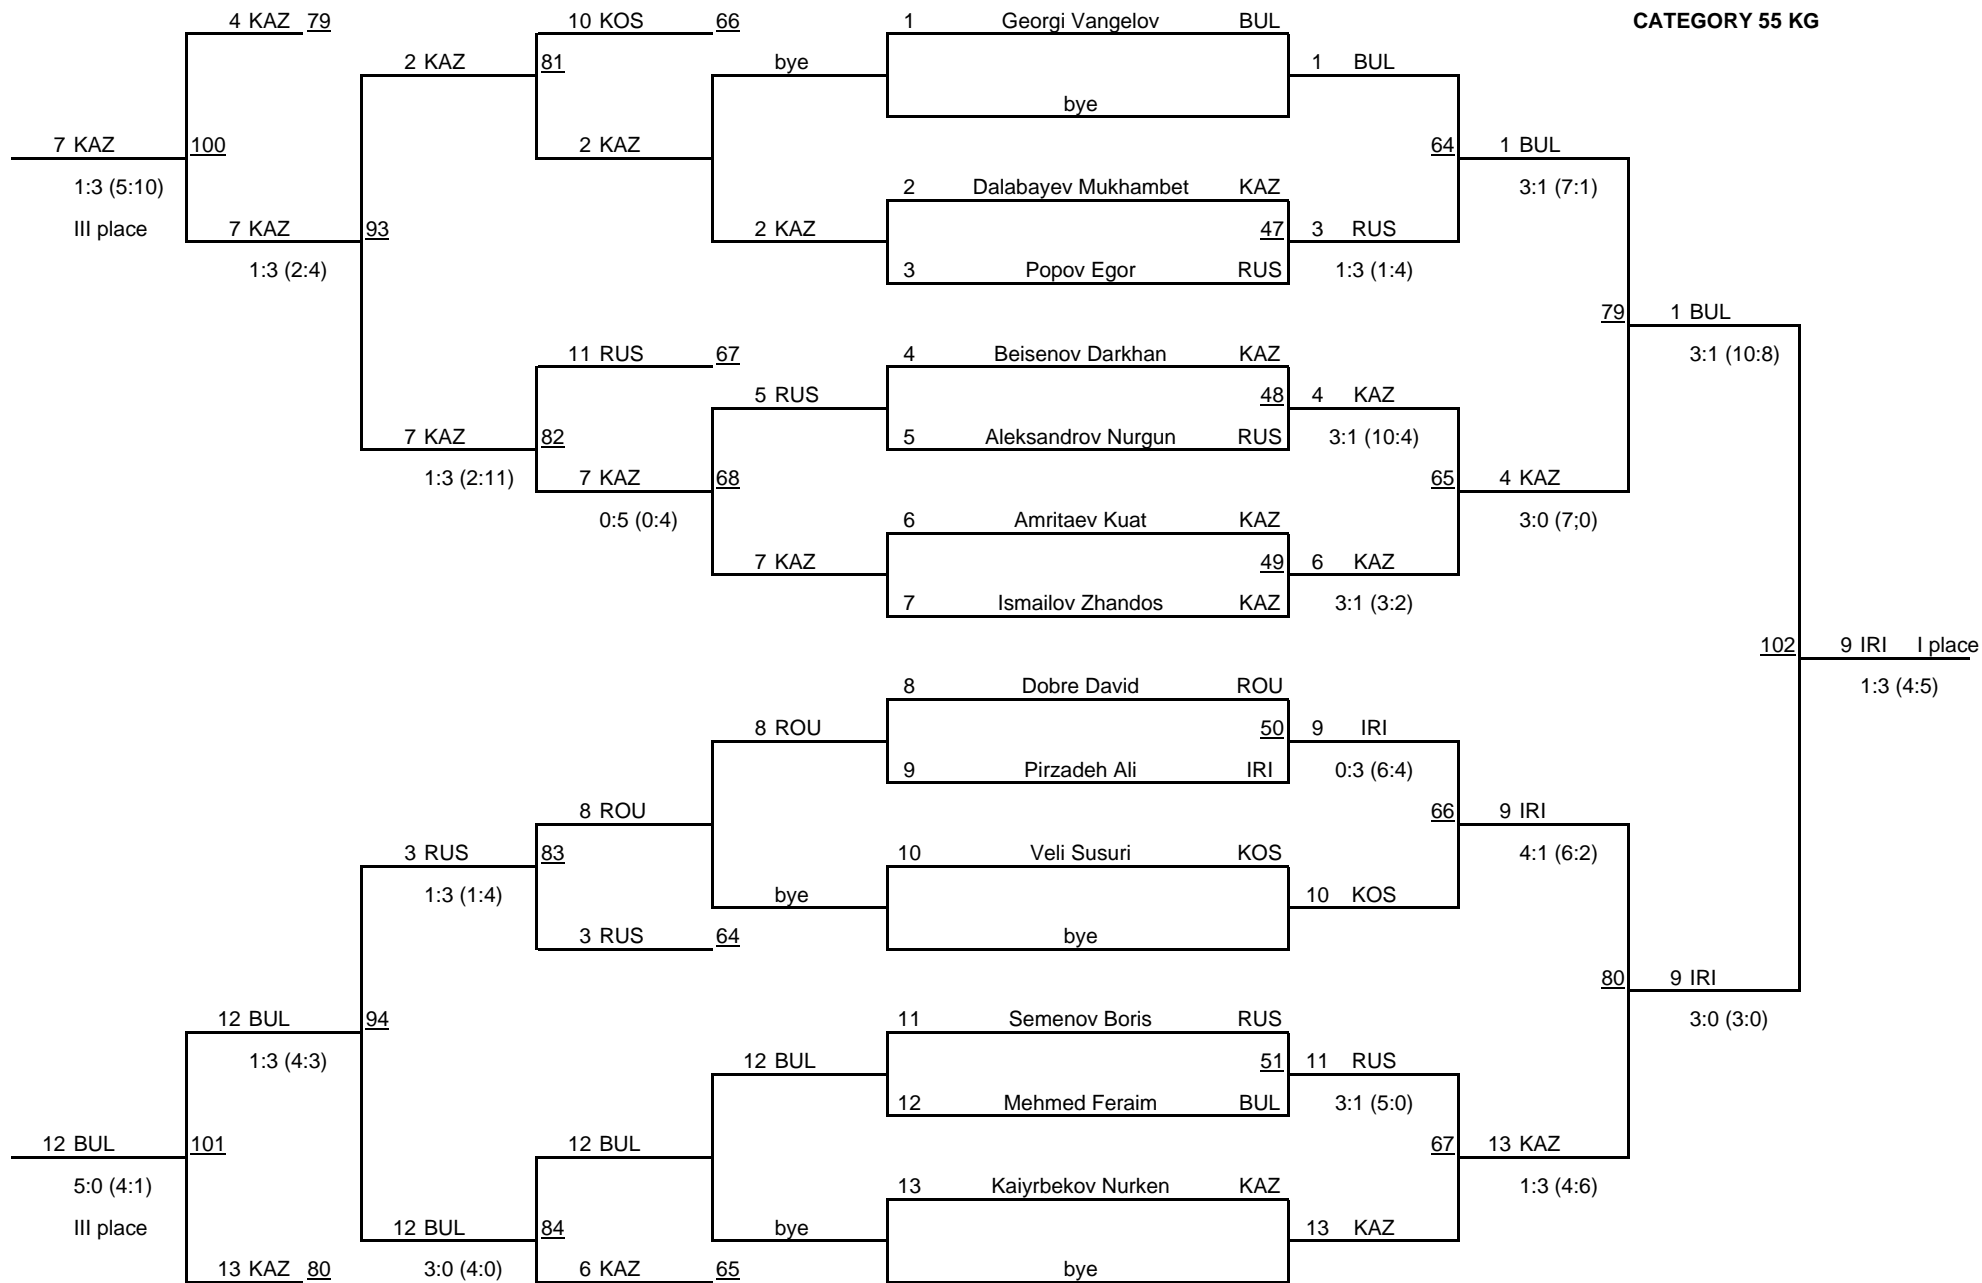 4 KAZ 79 10 KOS 66 1 Georgi Vangelov BUL CATEGORY 55 KG
2 KAZ 81 bye 1 BUL
bye
7 KAZ 100 2 KAZ 64 1 BUL
1:3 (5:10) 2 Dalabayev Mukhambet KAZ 3:1 (7:1)
III place 7 KAZ 93 2 KAZ 47 3 RUS
1:3 (2:4) 3 Popov Egor RUS 1:3 (1:4)
79 1 BUL
11 RUS 67 4 Beisenov Darkhan KAZ 3:1 (10:8)
5 RUS 48 4 KAZ
7 KAZ 82 5 Aleksandrov Nurgun RUS 3:1 (10:4)
1:3 (2:11) 7 KAZ 68 65 4 KAZ
0:5 (0:4) 6 Amritaev Kuat KAZ 3:0 (7;0)
7 KAZ 49 6 KAZ
7 Ismailov Zhandos KAZ 3:1 (3:2)
102 9 IRI I place
8 Dobre David ROU 1:3 (4:5)
8 ROU 50 9 IRI
9 Pirzadeh Ali IRI 0:3 (6:4)
8 ROU 66 9 IRI
3 RUS 83 10 Veli Susuri KOS 4:1 (6:2)
1:3 (1:4) bye 10 KOS
3 RUS 64 bye
80 9 IRI
12 BUL 94 11 Semenov Boris RUS 3:0 (3:0)
1:3 (4:3) 12 BUL 51 11 RUS
12 Mehmed Feraim BUL 3:1 (5:0)
12 BUL 101 12 BUL 67 13 KAZ
5:0 (4:1) 13 Kaiyrbekov Nurken KAZ 1:3 (4:6)
III place 12 BUL 84 bye 13 KAZ
13 KAZ 80 3:0 (4:0) 6 KAZ 65 bye